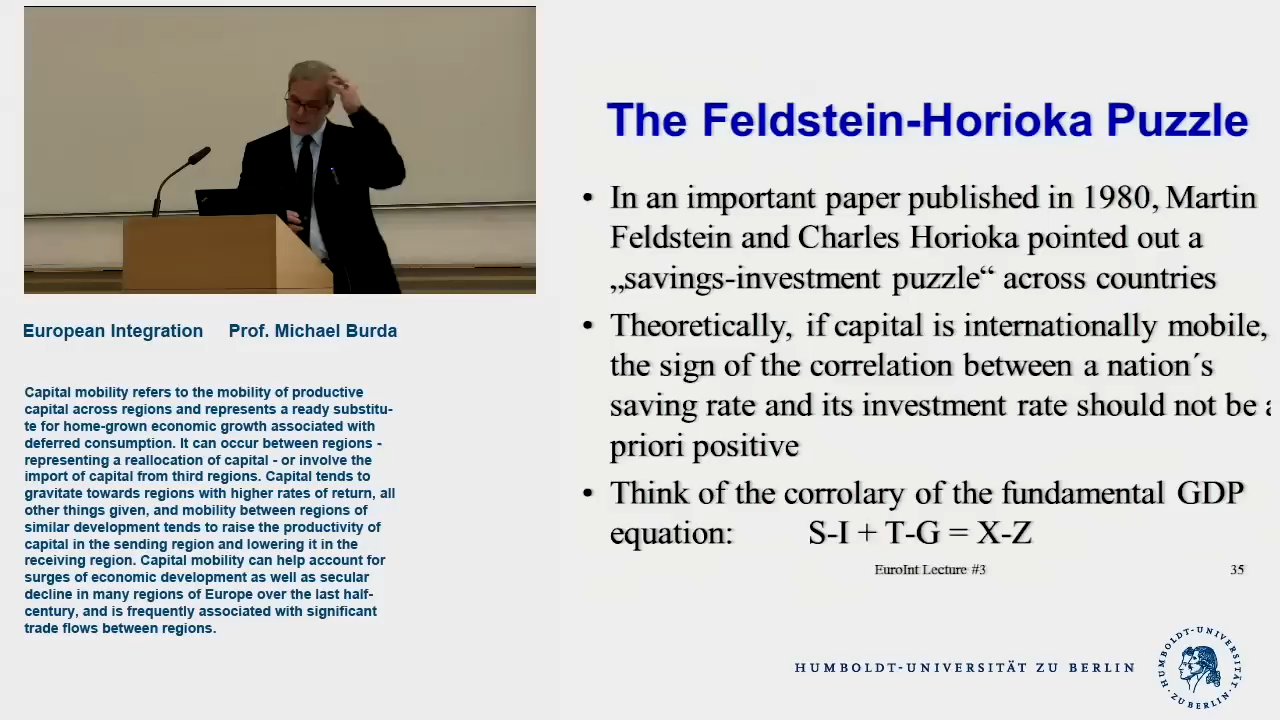 The Feldstein-Horioka Puzzle
• In an important paper published in 1980, Martin
Feldstein and Charles Horioka pointed out a
„savings-investment puzzle“ across countries
• Theoretically, if capital is internationally mobile,
the sign of the correlation between a nation´s
saving rate and its investment rate should not be a
priori positive
• Think of the corrolary of the fundamental GDP
equation: S-I + T-G = X-Z
EuroInt Lecture #3 35
European Integration Prof. Michael Burda
Capital mobility refers to the mobility of productive
capital across regions and represents a ready substitu-
te for home-grown economic growth associated with
deferred consumption. It can occur between regions -
representing a reallocation of capital - or involve the
import of capital from third regions. Capital tends to
gravitate towards regions with higher rates of return, all
other things given, and mobility between regions of
similar development tends to raise the productivity of
capital in the sending region and lowering it in the
receiving region. Capital mobility can help account for
surges of economic development as well as secular
decline in many regions of Europe over the last half-
century, and is frequently associated with significant
trade flows between regions.
HUMBOLDT-UNIVERSITÄT ZU BERLIN
HUMBOLDT-UNIVERSITÄT ZU BERLIN